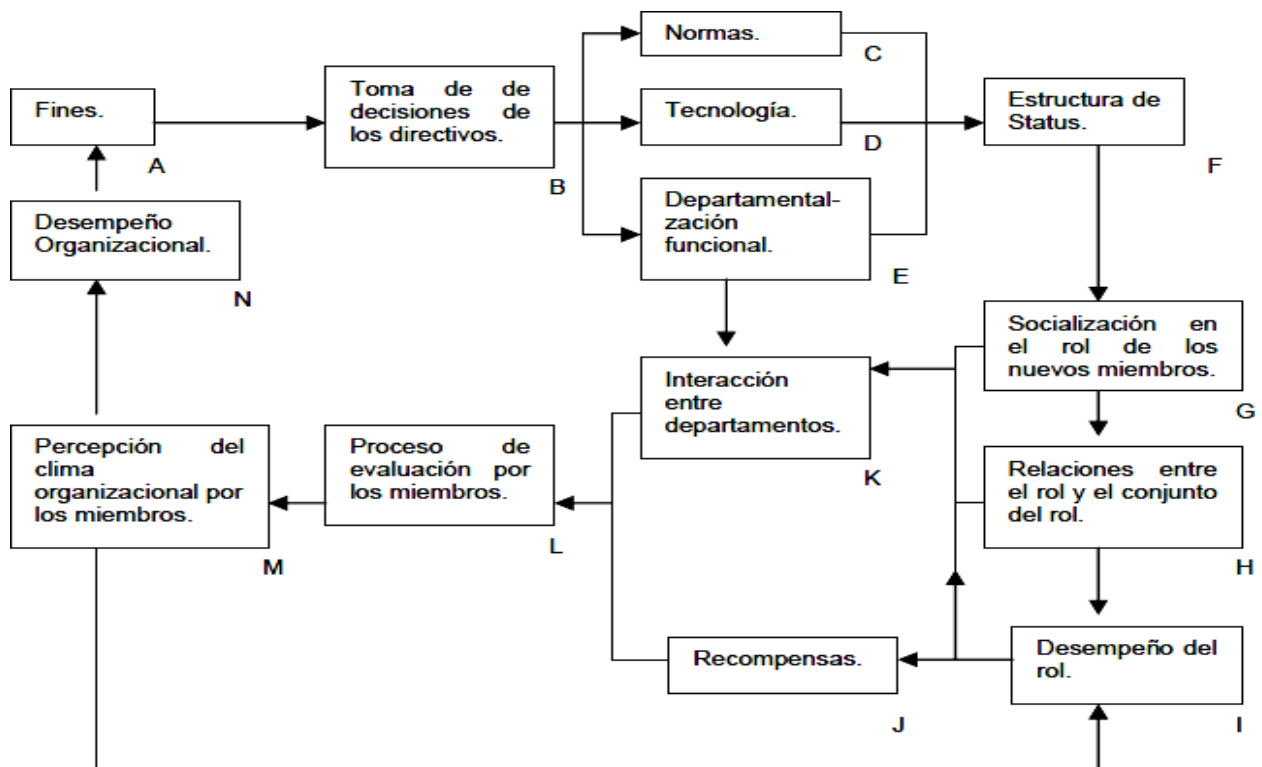 Fines.
A
Toma de de
decisiones de
los directivos.
B
Normas.
C
Tecnología.
D
Departamental-
zación
funcional.
E
Estructura de
Status.
F
Socialización en
el rol de los
nuevos miembros.
G
Relaciones entre
el rol y el conjunto
del rol.
H
Desempeño del
rol.
I
Recompensas.
J
Interacción
entre
departamentos.
K
Proceso de
evaluación por
los miembros.
L
Percepción del
clima
organizacional por
los miembros.
M
Desempeño
Organizacional.
N